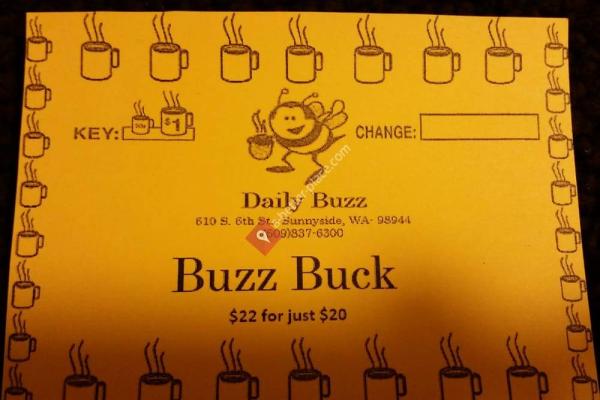 KEY:
$1
CHANGE:
Daily Buzz
610 S. 6th St. Sunnyside, WA- 98944
(509)837-6300
Buzz Buck
$22 for just $20